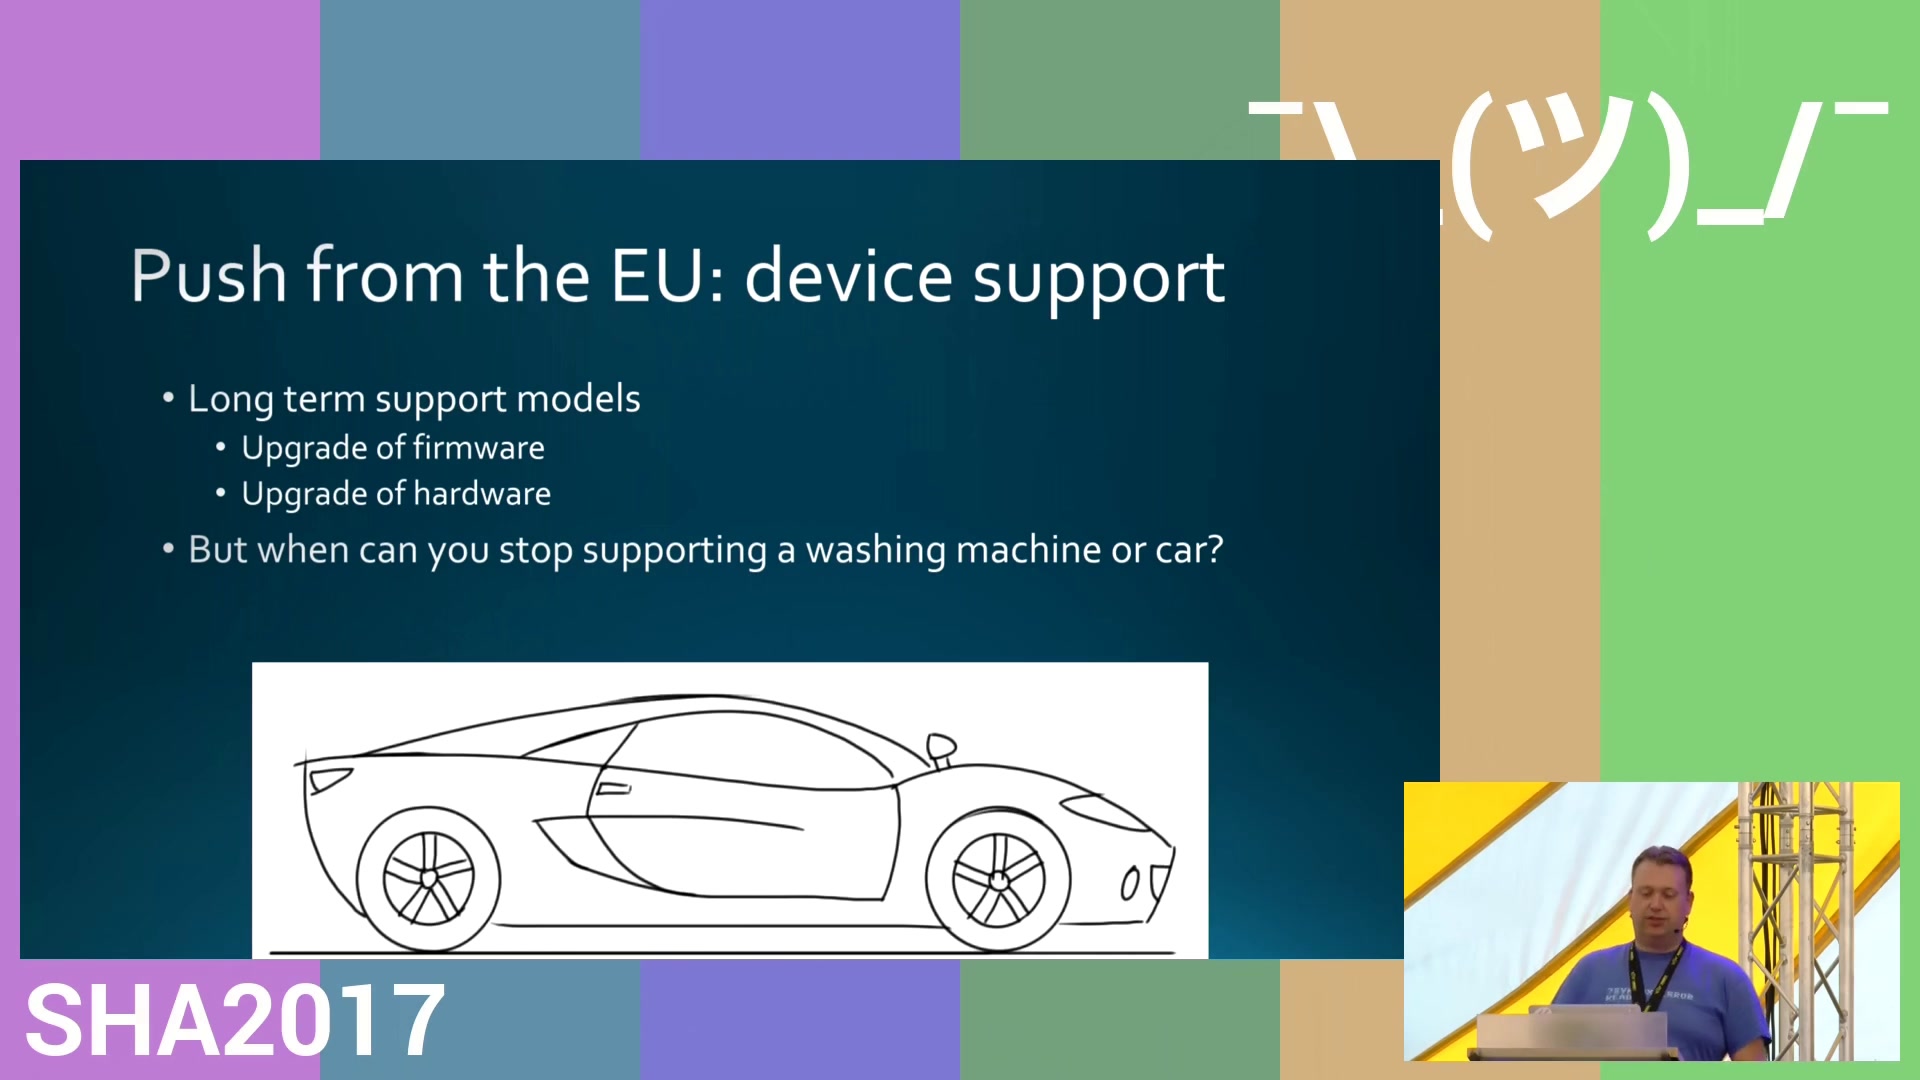 ¯\_(ツ)_/¯
Push from the EU: device support
• Long term support models
• Upgrade of firmware
• Upgrade of hardware
• But when can you stop supporting a washing machine or car?
SHA2017